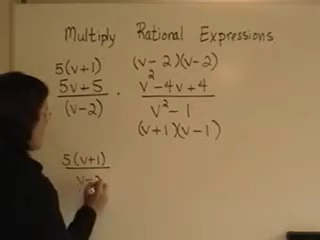 Multiply Rational Expressions
5(v+1) (v-2)(v-2)
5v+5 · v²-4v+4
(v-2) v²-1
(v+1)(v-1)
5(v+1)
v-2